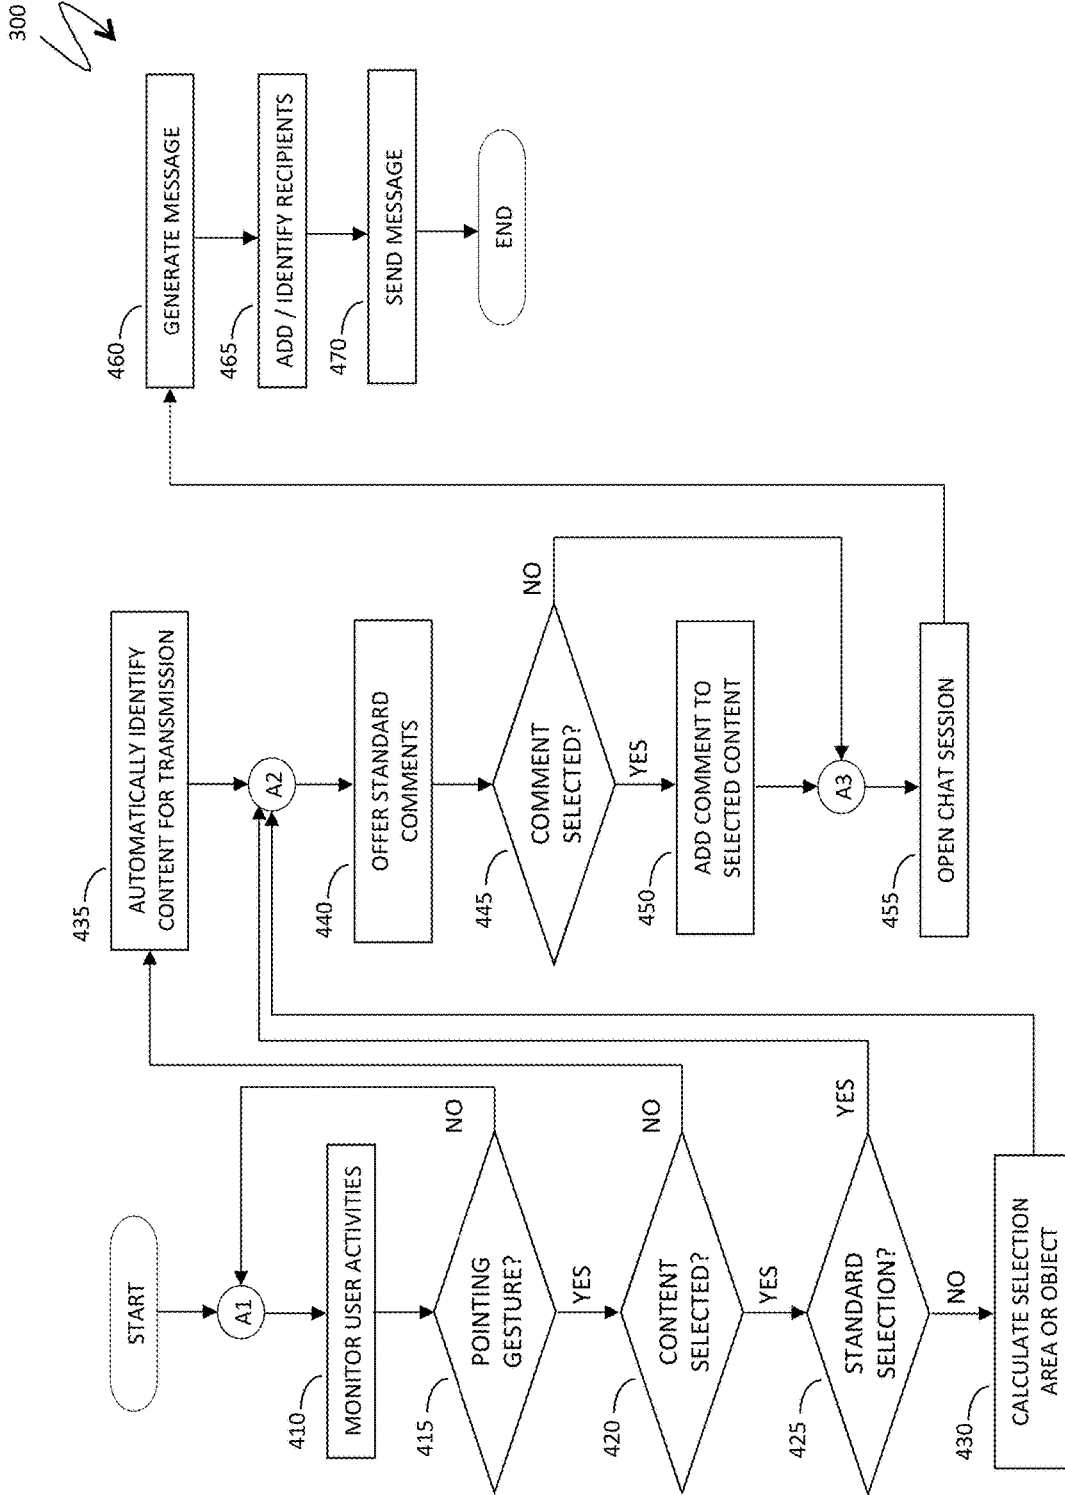 300
START
A1
410
MONITOR USER ACTIVITIES
415
POINTING
GESTURE?
NO
YES
420
CONTENT
SELECTED?
NO
YES
425
STANDARD
SELECTION?
YES
NO
430
CALCULATE SELECTION
AREA OR OBJECT
435
AUTOMATICALLY IDENTIFY
CONTENT FOR TRANSMISSION
A2
440
OFFER STANDARD
COMMENTS
445
COMMENT
SELECTED?
NO
YES
450
ADD COMMENT TO
SELECTED CONTENT
A3
455
OPEN CHAT SESSION
460
GENERATE MESSAGE
465
ADD / IDENTIFY RECIPIENTS
470
SEND MESSAGE
END